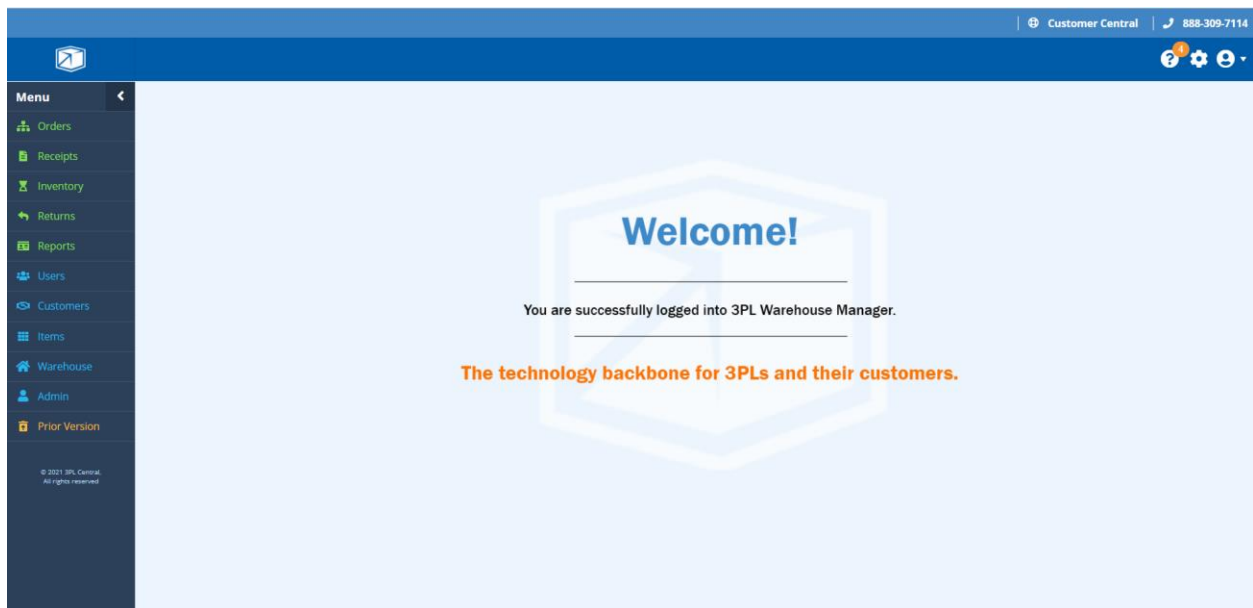 Customer Central
888-309-7114
4
Menu
Orders
Receipts
Inventory
Returns
Reports
Users
Customers
Items
Warehouse
Admin
Prior Version
© 2021 3PL Central.
All rights reserved
Welcome!
You are successfully logged into 3PL Warehouse Manager.
The technology backbone for 3PLs and their customers.